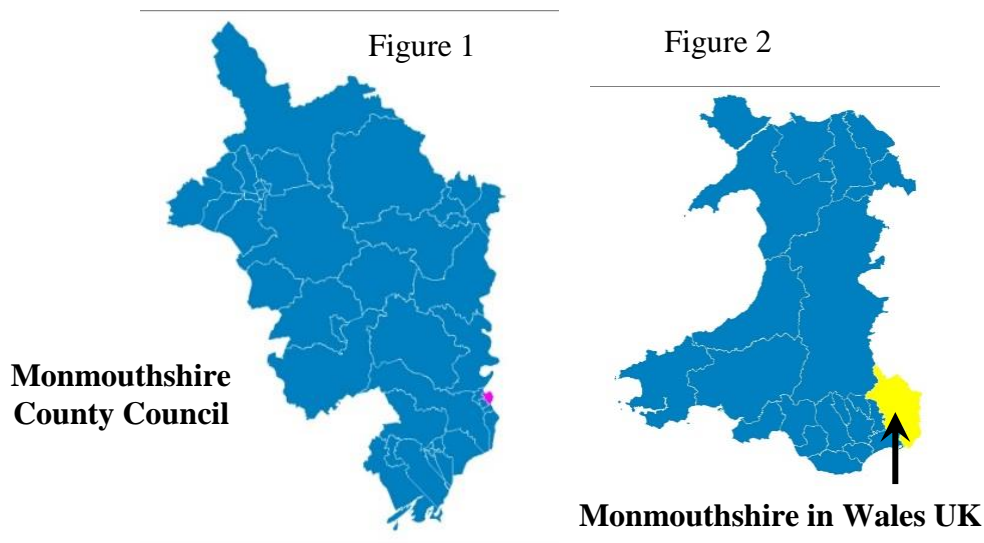 Figure 1
Figure 2
Monmouthshire
County Council
Monmouthshire in Wales UK